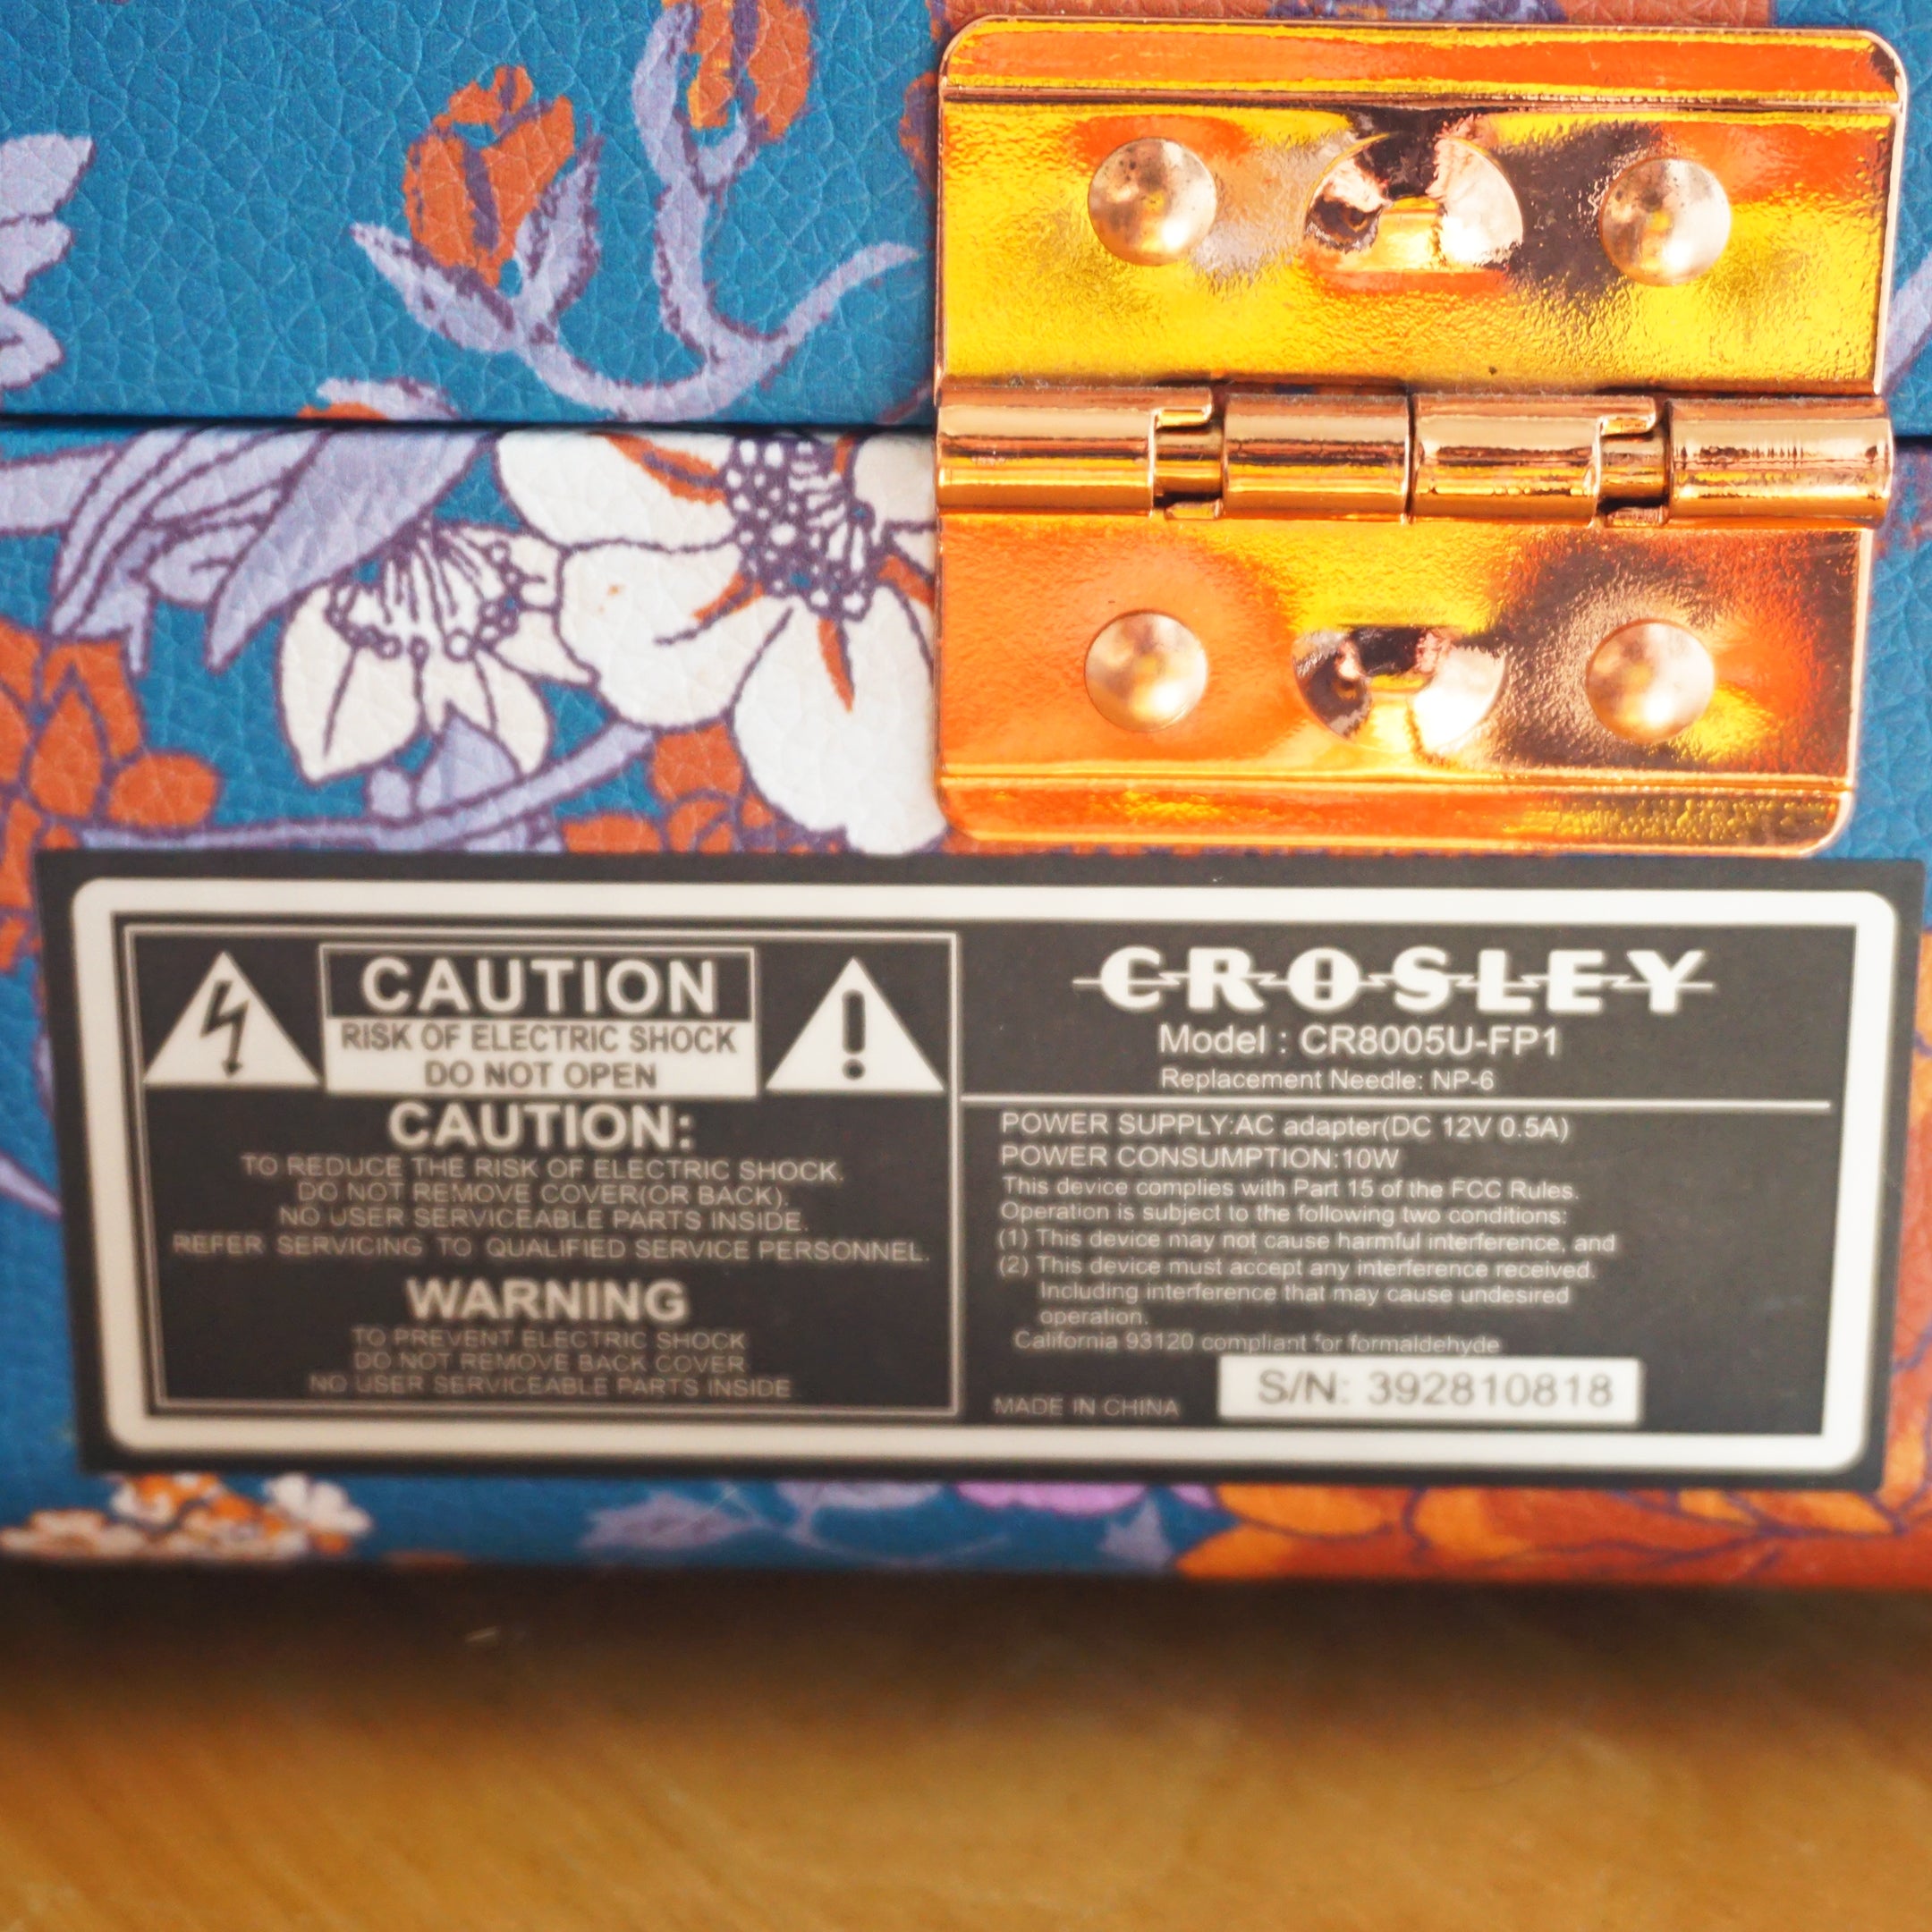 CAUTION
RISK OF ELECTRIC SHOCK
DO NOT OPEN
CAUTION:
TO REDUCE THE RISK OF ELECTRIC SHOCK.
DO NOT REMOVE COVER(OR BACK).
NO USER SERVICEABLE PARTS INSIDE.
REFER SERVICING TO QUALIFIED SERVICE PERSONNEL.
WARNING
TO PREVENT ELECTRIC SHOCK
DO NOT REMOVE BACK COVER
NO USER SERVICEABLE PARTS INSIDE
CROSLEY
Model : CR8005U-FP1
Replacement Needle: NP-6
POWER SUPPLY:AC adapter(DC 12V 0.5A)
POWER CONSUMPTION:10W
This device complies with Part 15 of the FCC Rules.
Operation is subject to the following two conditions:
(1) This device may not cause harmful interference, and
(2) This device must accept any interference received.
Including interference that may cause undesired
operation.
California 93120 compliant for formaldehyde
MADE IN CHINA
S/N: 392810818